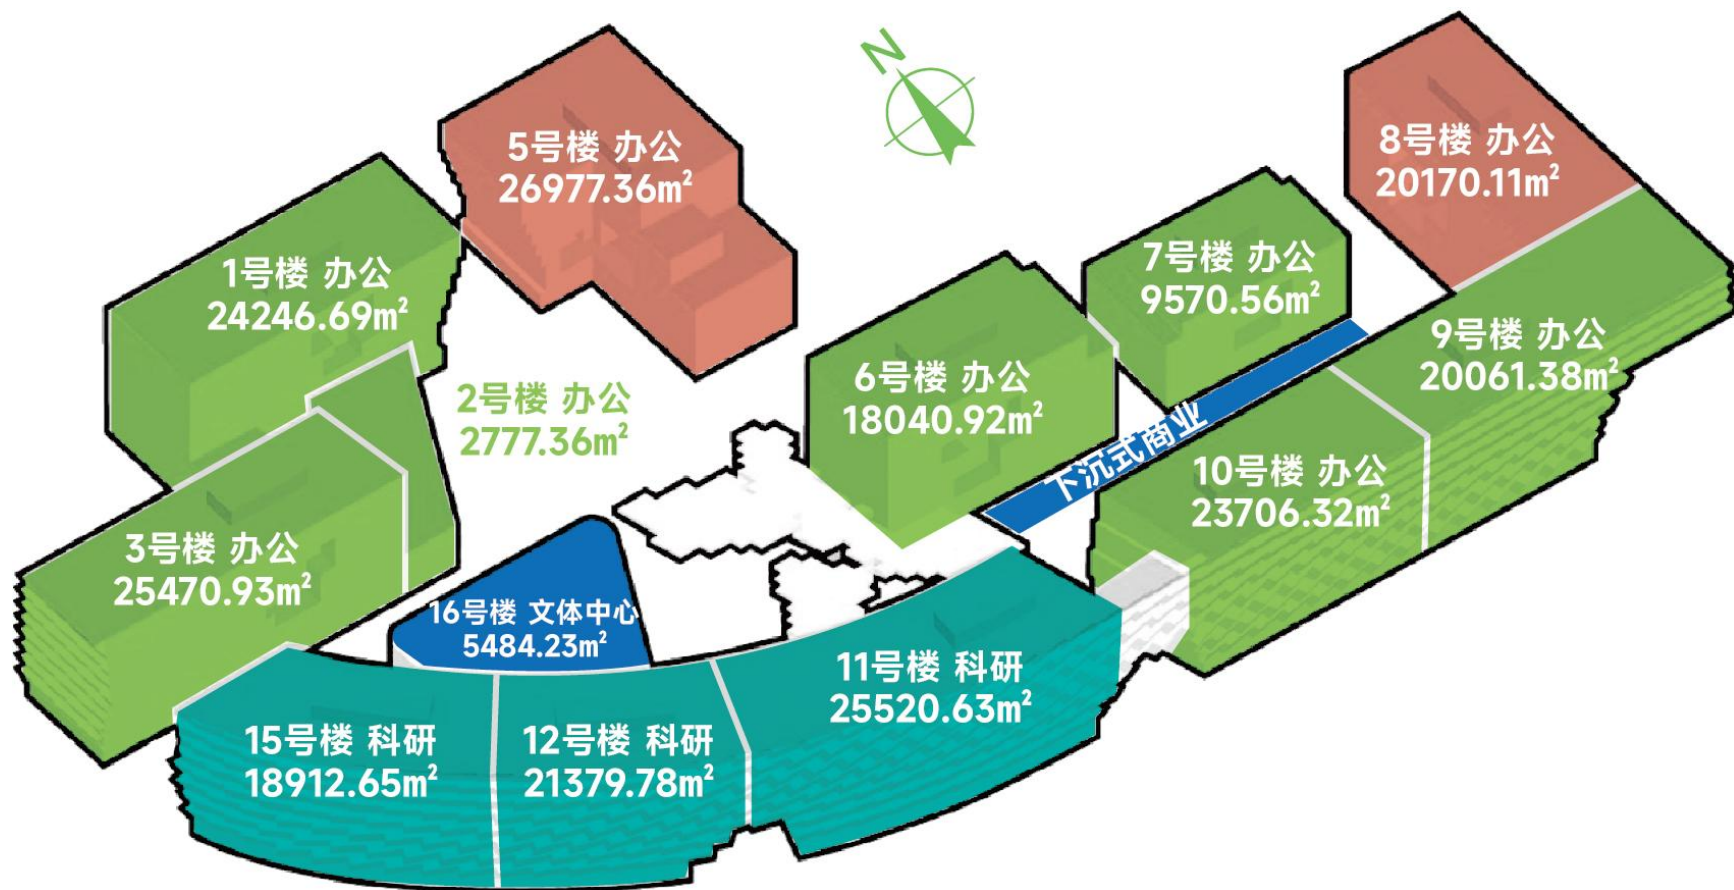 N
5号楼 办公
26977.36m²
8号楼 办公
20170.11m²
1号楼 办公
24246.69m²
7号楼 办公
9570.56m²
9号楼 办公
20061.38m²
2号楼 办公
2777.36m²
6号楼 办公
18040.92m²
下沉式商业
10号楼 办公
23706.32m²
3号楼 办公
25470.93m²
16号楼 文体中心
5484.23m²
11号楼 科研
25520.63m²
15号楼 科研
18912.65m²
12号楼 科研
21379.78m²